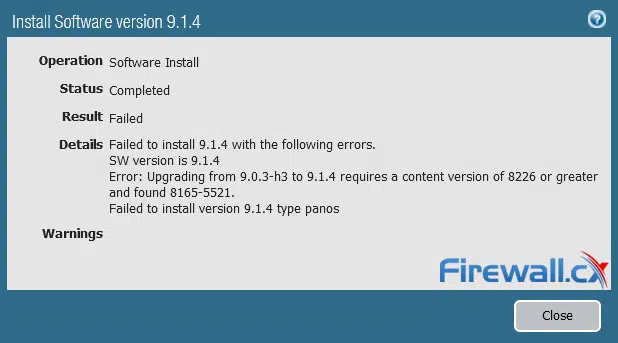 Install Software version 9.1.4
?
Operation Software Install
Status Completed
Result Failed
Details Failed to install 9.1.4 with the following errors.
SW version is 9.1.4
Error: Upgrading from 9.0.3-h3 to 9.1.4 requires a content version of 8226 or greater
and found 8165-5521.
Failed to install version 9.1.4 type panos
Warnings
Firewall.cx
Close